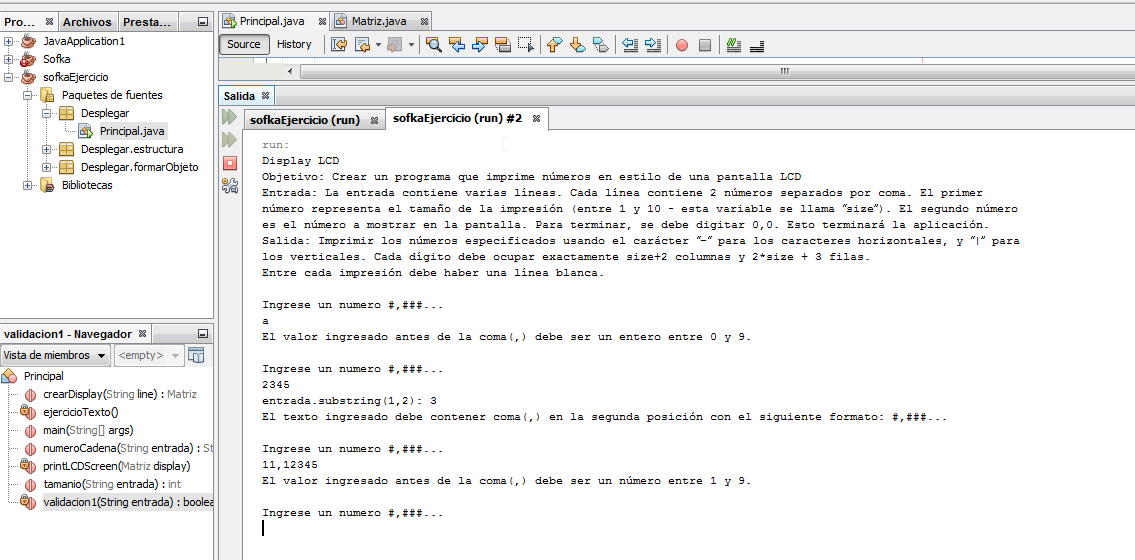 Pro...
Archivos
Presta...
JavaApplication1
Sofka
sofkaEjercicio
Paquetes de fuentes
Desplegar
Principal.java
Desplegar.estructura
Desplegar.formarObjeto
Bibliotecas
validacion1 - Navegador
Vista de miembros
<empty>
Principal
crearDisplay(String line) : Matriz
ejercicioTexto()
main(String[] args)
numeroCadena(String entrada) : St
printLCDScreen(Matriz display)
tamanio(String entrada) : int
validacion1(String entrada) : boolea
Principal.java
Matriz.java
Source
History
Salida
sofkaEjercicio (run)
sofkaEjercicio (run) #2
run:
Display LCD
Objetivo: Crear un programa que imprime números en estilo de una pantalla LCD
Entrada: La entrada contiene varias líneas. Cada línea contiene 2 números separados por coma. El primer
número representa el tamaño de la impresión (entre 1 y 10 - esta variable se llama “size”). El segundo número
es el número a mostrar en la pantalla. Para terminar, se debe digitar 0,0. Esto terminará la aplicación.
Salida: Imprimir los números especificados usando el carácter “-” para los caracteres horizontales, y “|” para
los verticales. Cada dígito debe ocupar exactamente size+2 columnas y 2*size + 3 filas.
Entre cada impresión debe haber una línea blanca.
Ingrese un numero #,###...
a
El valor ingresado antes de la coma(,) debe ser un entero entre 0 y 9.
Ingrese un numero #,###...
2345
entrada.substring(1,2): 3
El texto ingresado debe contener coma(,) en la segunda posición con el siguiente formato: #,###...
Ingrese un numero #,###...
11,12345
El valor ingresado antes de la coma(,) debe ser un número entre 1 y 9.
Ingrese un numero #,###...